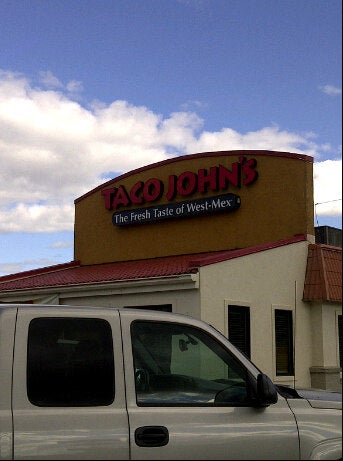 TACO JOHN'S
The Fresh Taste of West-Mex